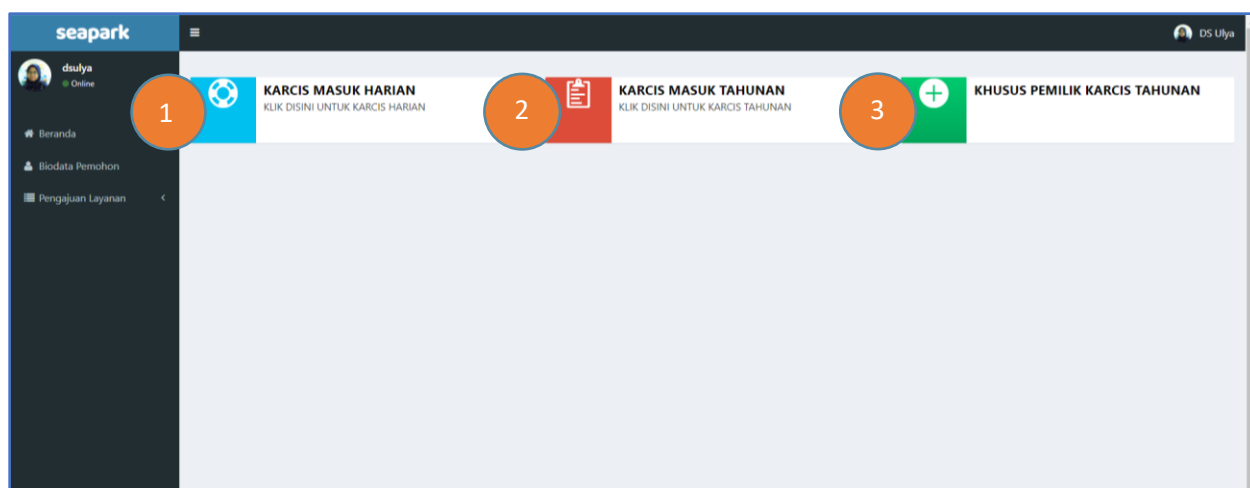 seapark
DS Ulya
dsulya
Online
Beranda
Biodata Pemohon
Pengajuan Layanan
1
KARCIS MASUK HARIAN
KLIK DISINI UNTUK KARCIS HARIAN
2
KARCIS MASUK TAHUNAN
KLIK DISINI UNTUK KARCIS TAHUNAN
3
KHUSUS PEMILIK KARCIS TAHUNAN